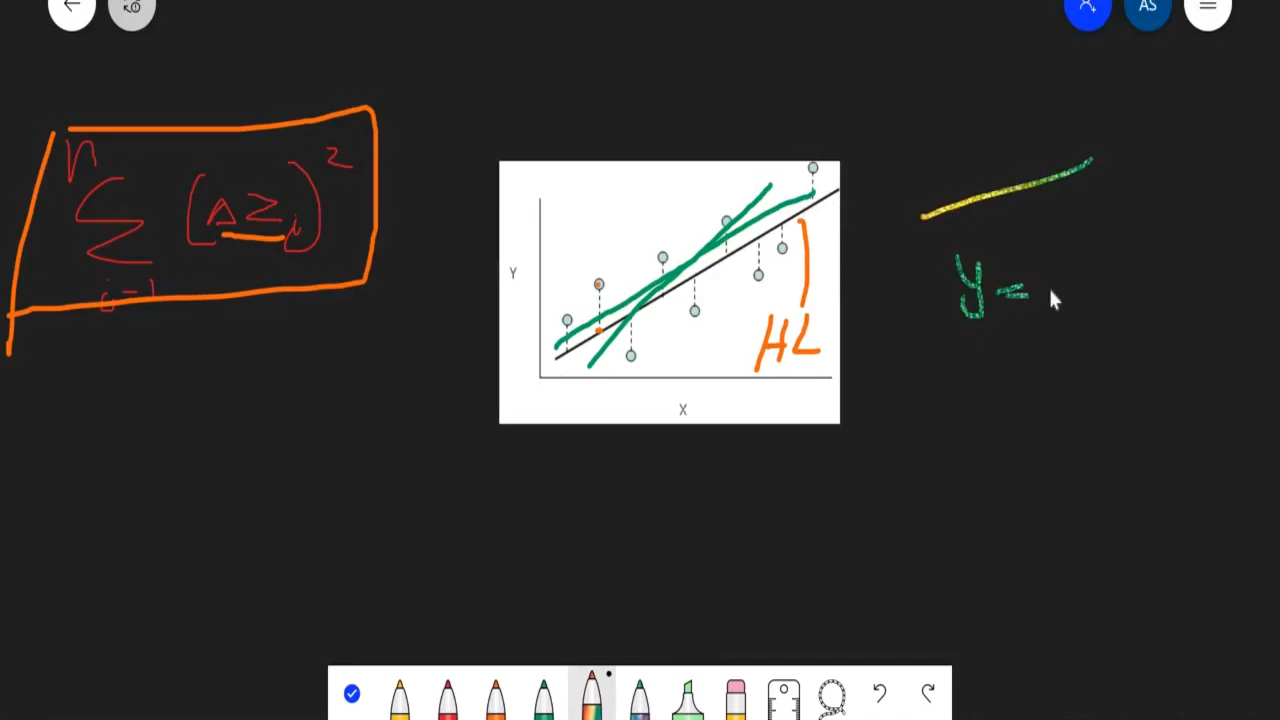 AS
n
Σ (ΔZi)²
i=1
Y
X
HL
y=